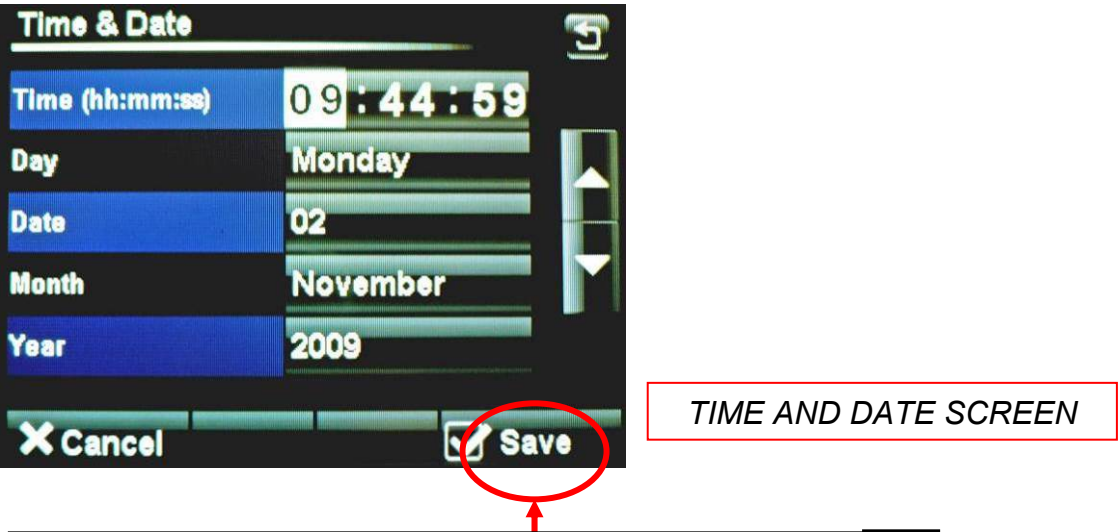 Time & Date
Time (hh:mm:ss) 09:44:59
Day Monday
Date 02
Month November
Year 2009
Cancel Save
TIME AND DATE SCREEN